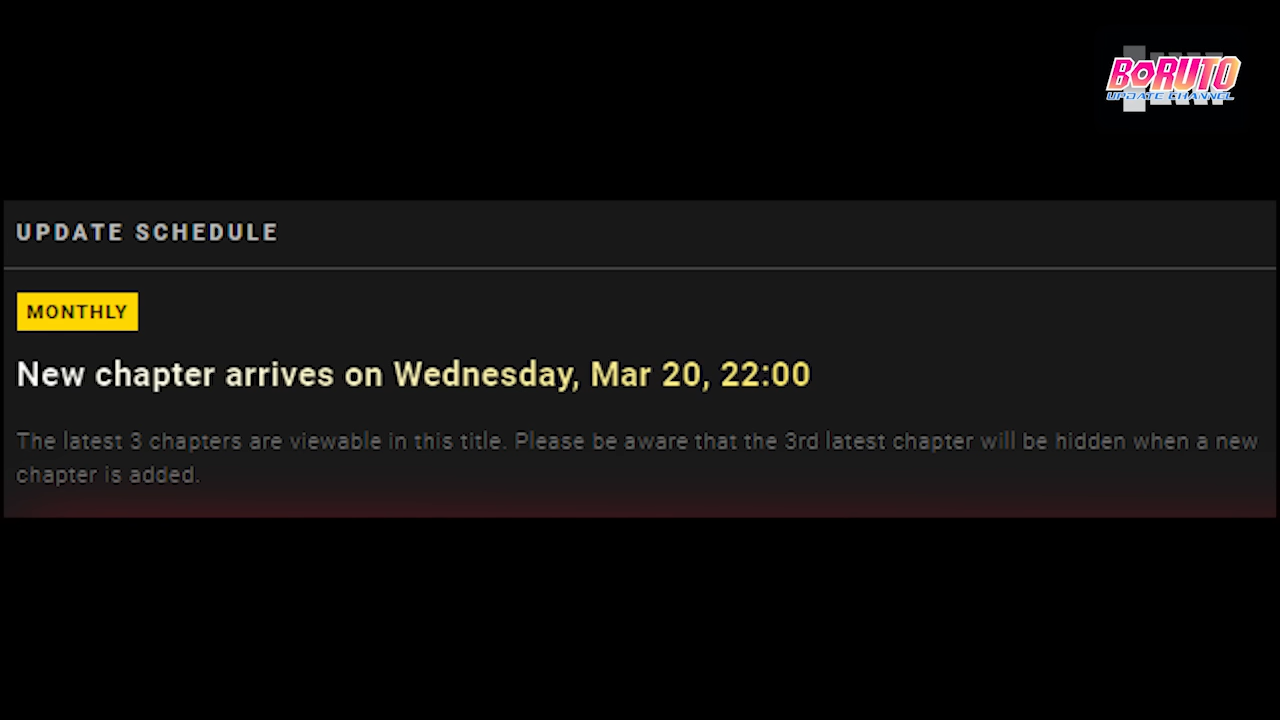 BORUTO
UPDATE CHANNEL
UPDATE SCHEDULE
MONTHLY
New chapter arrives on Wednesday, Mar 20, 22:00
The latest 3 chapters are viewable in this title. Please be aware that the 3rd latest chapter will be hidden when a new
chapter is added.